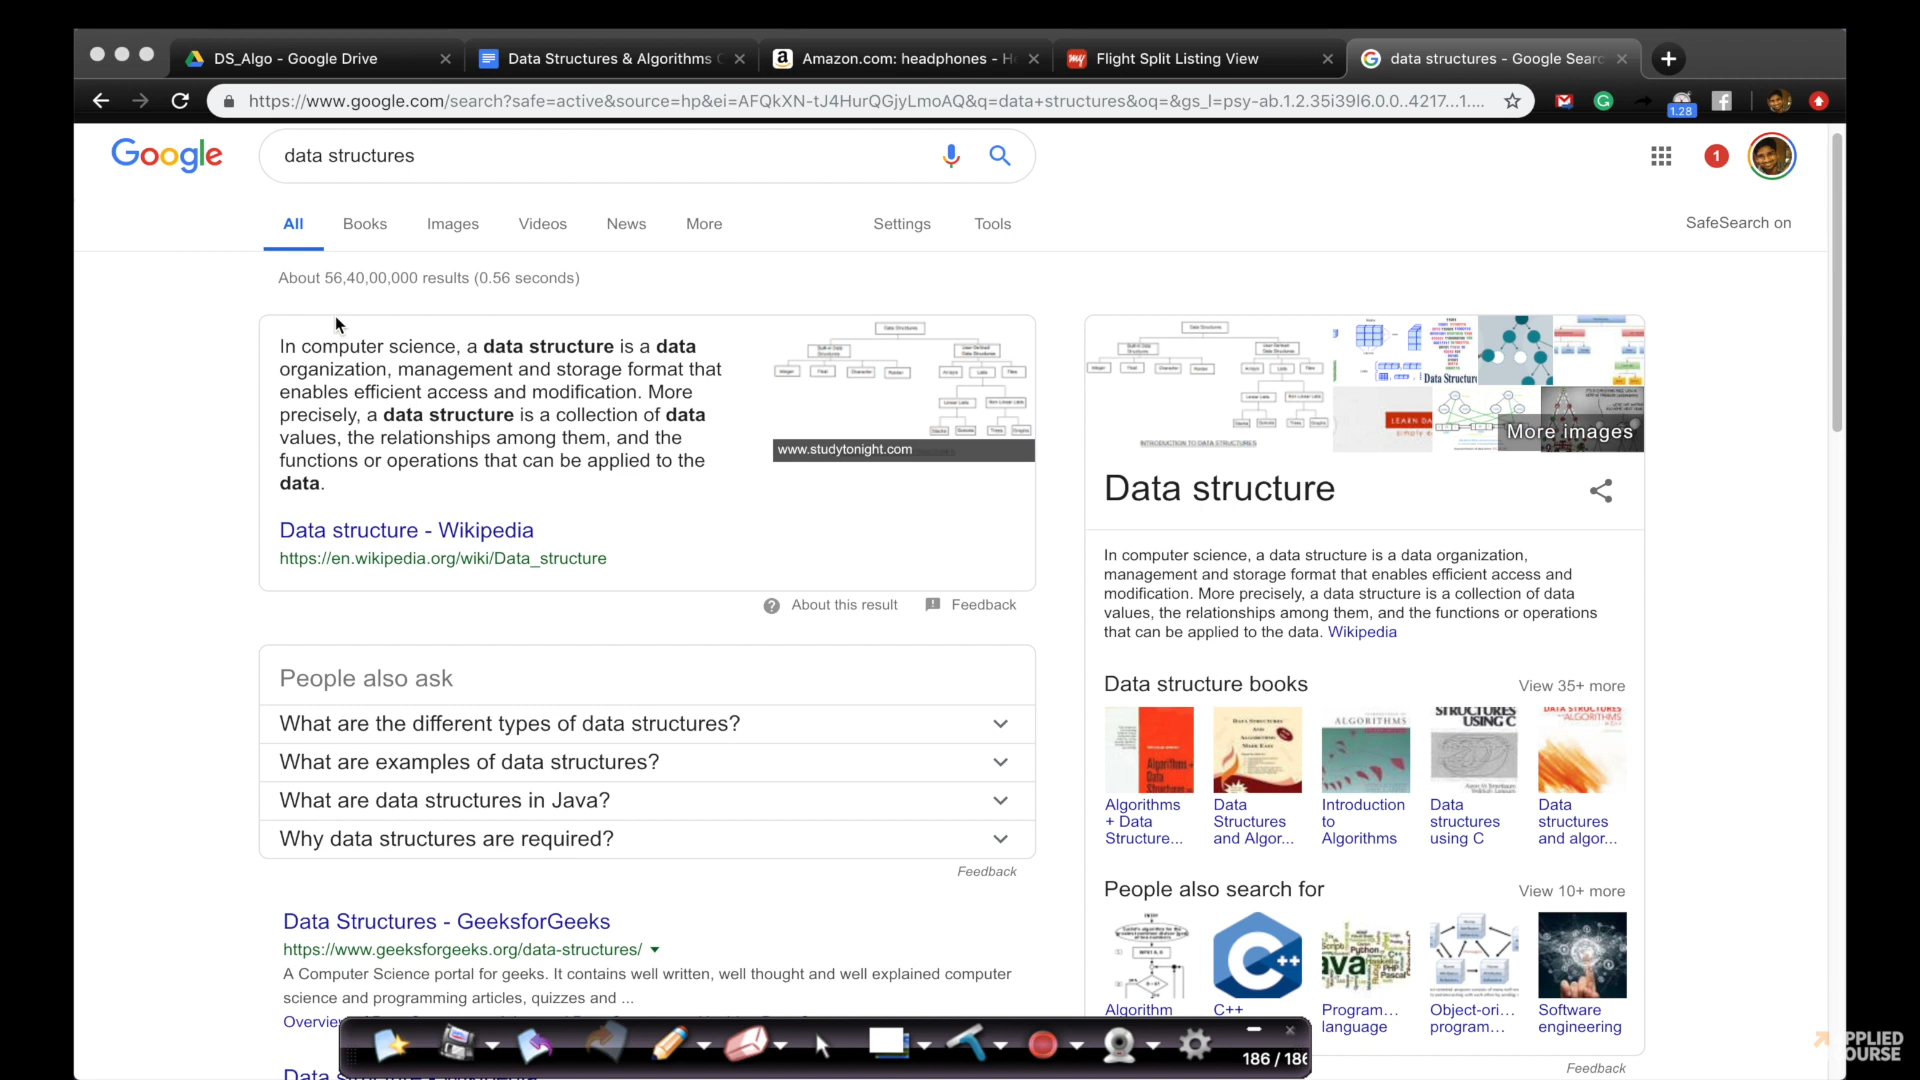 DS_Algo - Google Drive
Data Structures & Algorithms
Amazon.com: headphones - H
Flight Split Listing View
data structures - Google Searc
https://www.google.com/search?safe=active&source=hp&ei=AFQkXN-tJ4HurQGjyLmoAQ&q=data+structures&oq=&gs_l=psy-ab.1.2.35i39l6.0.0..4217...1....
1.28
Google
data structures
1
All
Books
Images
Videos
News
More
Settings
Tools
SafeSearch on
About 56,40,00,000 results (0.56 seconds)
In computer science, a data structure is a data
organization, management and storage format that
enables efficient access and modification. More
precisely, a data structure is a collection of data
values, the relationships among them, and the
functions or operations that can be applied to the
data.
www.studytonight.com
Data structure - Wikipedia
https://en.wikipedia.org/wiki/Data_structure
About this result
Feedback
People also ask
What are the different types of data structures?
What are examples of data structures?
What are data structures in Java?
Why data structures are required?
Feedback
Data Structures - GeeksforGeeks
https://www.geeksforgeeks.org/data-structures/
A Computer Science portal for geeks. It contains well written, well thought and well explained computer
science and programming articles, quizzes and ...
Data Structures
INTRODUCTION TO DATA STRUCTURES
Data Structur
LEARN DA
More images
Data structure
In computer science, a data structure is a data organization,
management and storage format that enables efficient access and
modification. More precisely, a data structure is a collection of data
values, the relationships among them, and the functions or operations
that can be applied to the data. Wikipedia
Data structure books
View 35+ more
Algorithms
+ Data
Structure...
Data
Structures
and Algor...
Introduction
to
Algorithms
Data
structures
using C
Data
structures
and algor...
People also search for
View 10+ more
Algorithm
C++
Program...
language
Object-ori...
program...
Software
engineering
Feedback
186 / 186
APPLIED
COURSE